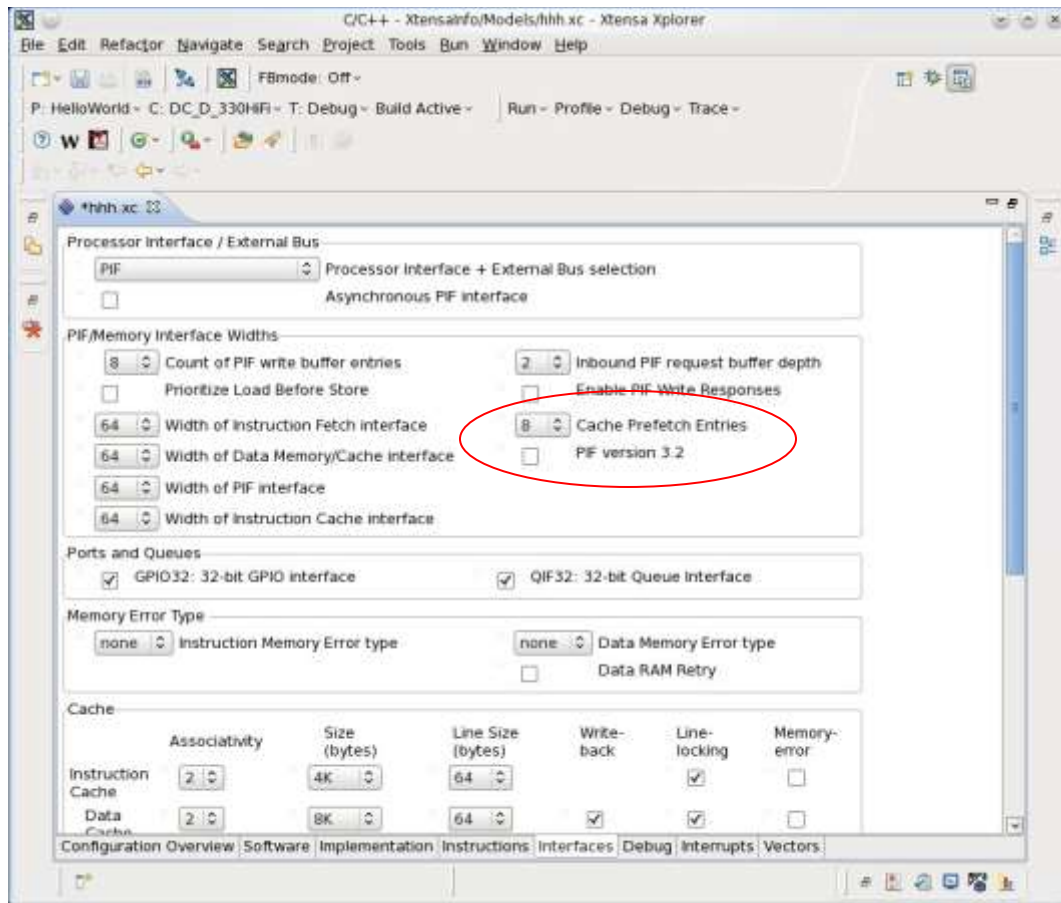 C/C++ - XtensaInfo/Models/hhh.xc - Xtensa Xplorer
File Edit Refactor Navigate Search Project Tools Run Window Help
FBmode: Off
P: HelloWorld C: DC_D_330HiFi T: Debug Build Active Run Profile Debug Trace
W
*hhh.xc
Processor Interface / External Bus
PIF Processor Interface + External Bus selection
Asynchronous PIF interface
PIF/Memory Interface Widths
8 Count of PIF write buffer entries 2 Inbound PIF request buffer depth
Prioritize Load Before Store Enable PIF Write Responses
64 Width of Instruction Fetch interface 8 Cache Prefetch Entries
64 Width of Data Memory/Cache interface PIF version 3.2
64 Width of PIF interface
64 Width of Instruction Cache interface
Ports and Queues
GPIO32: 32-bit GPIO interface QIF32: 32-bit Queue Interface
Memory Error Type
none Instruction Memory Error type none Data Memory Error type
Data RAM Retry
Cache
Associativity Size (bytes) Line Size (bytes) Write-back Line-locking Memory-error
Instruction Cache 2 4K 64
Data Cache 2 8K 64
Configuration Overview Software Implementation Instructions Interfaces Debug Interrupts Vectors